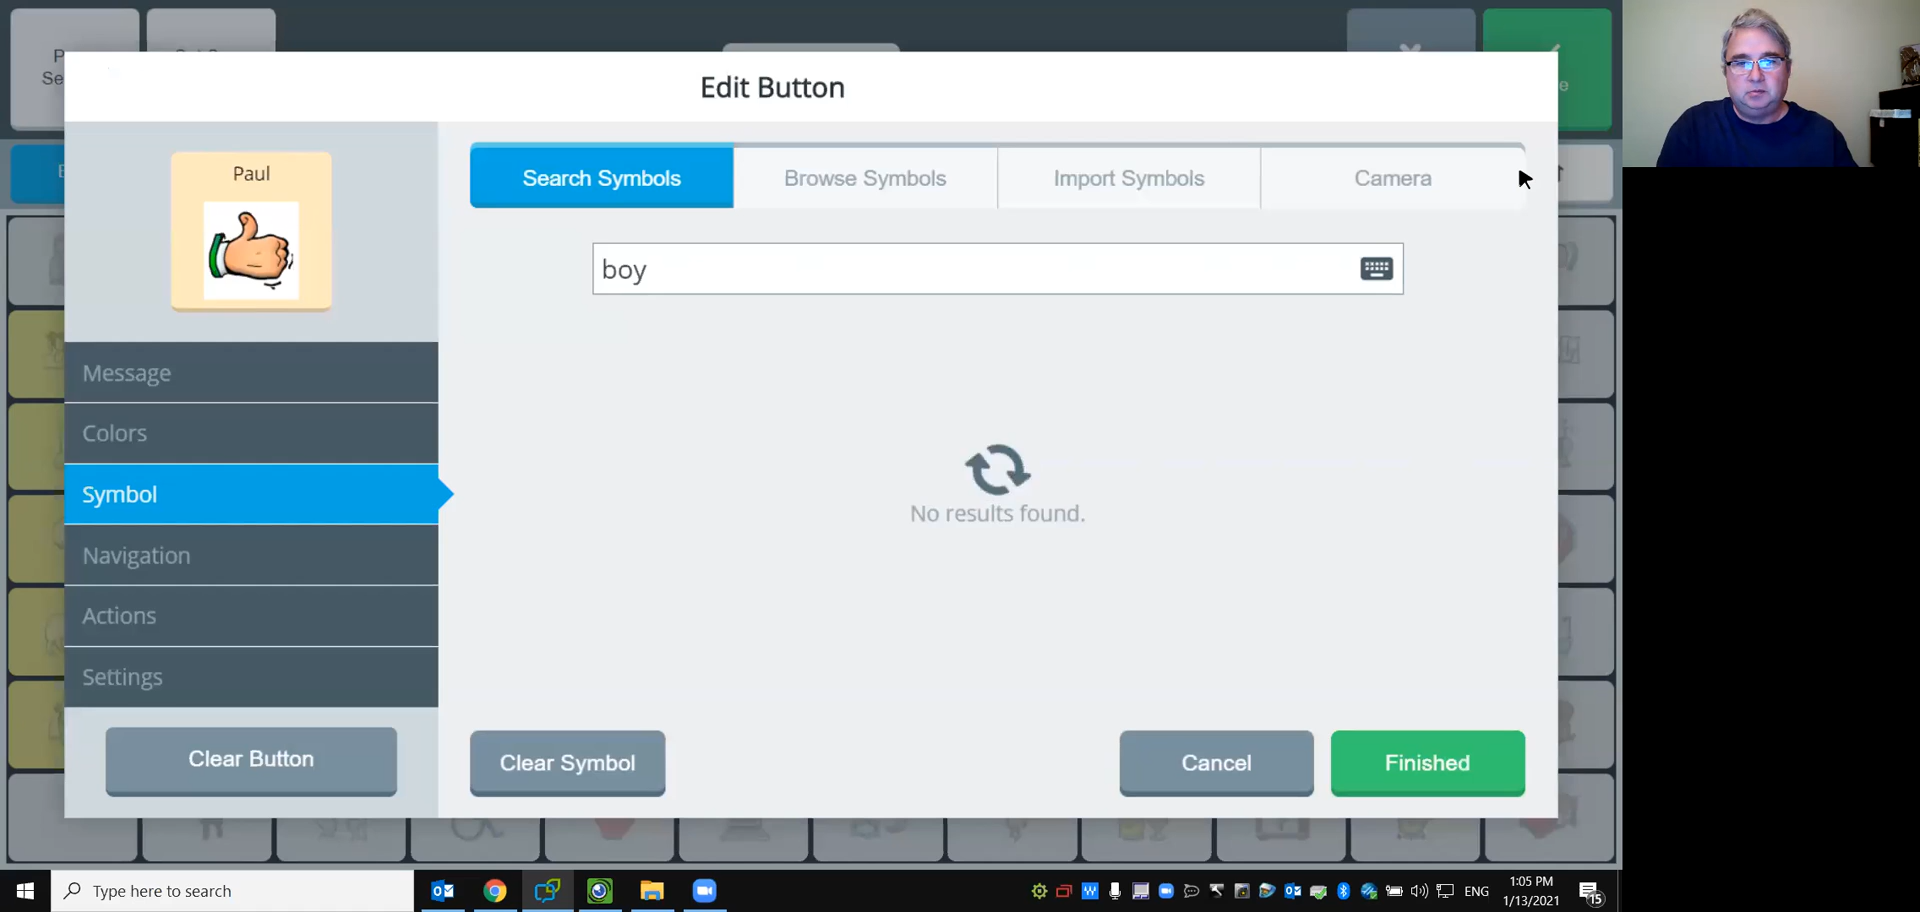 Edit Button
Paul
Search Symbols
Browse Symbols
Import Symbols
Camera
boy
Message
Colors
Symbol
Navigation
Actions
Settings
No results found.
Clear Button
Clear Symbol
Cancel
Finished
Type here to search
ENG
1:05 PM
1/13/2021
15